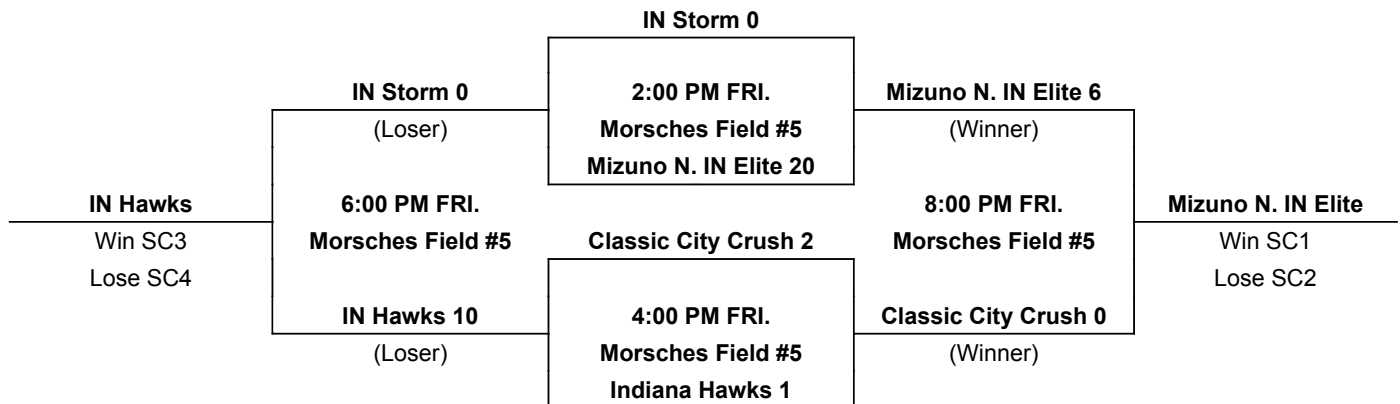 IN Storm 0
IN Storm 0
2:00 PM FRI.
Mizuno N. IN Elite 6
(Loser)
Morsches Field #5
(Winner)
Mizuno N. IN Elite 20
IN Hawks
6:00 PM FRI.
8:00 PM FRI.
Mizuno N. IN Elite
Win SC3
Morsches Field #5
Classic City Crush 2
Morsches Field #5
Win SC1
Lose SC4
Lose SC2
IN Hawks 10
4:00 PM FRI.
Classic City Crush 0
(Loser)
Morsches Field #5
(Winner)
Indiana Hawks 1